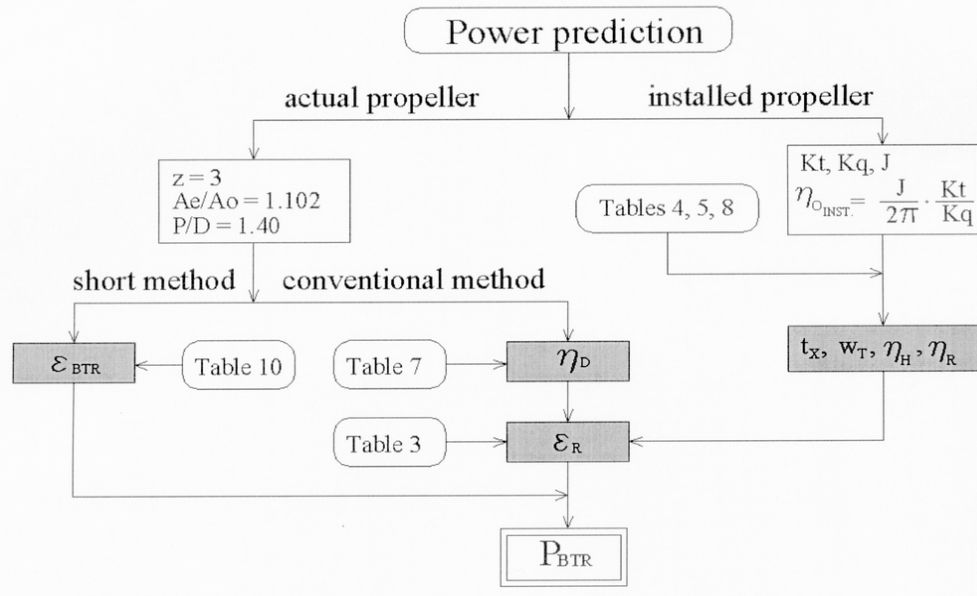 Power prediction
actual propeller
installed propeller
z = 3
Ae/Ao = 1.102
P/D = 1.40
Kt, Kq, J
η_O_INST. = J/2π · Kt/Kq
Tables 4, 5, 8
short method
conventional method
ε BTR
Table 10
Table 7
η_D
t_X, w_T, η_H, η_R
Table 3
ε_R
P_BTR